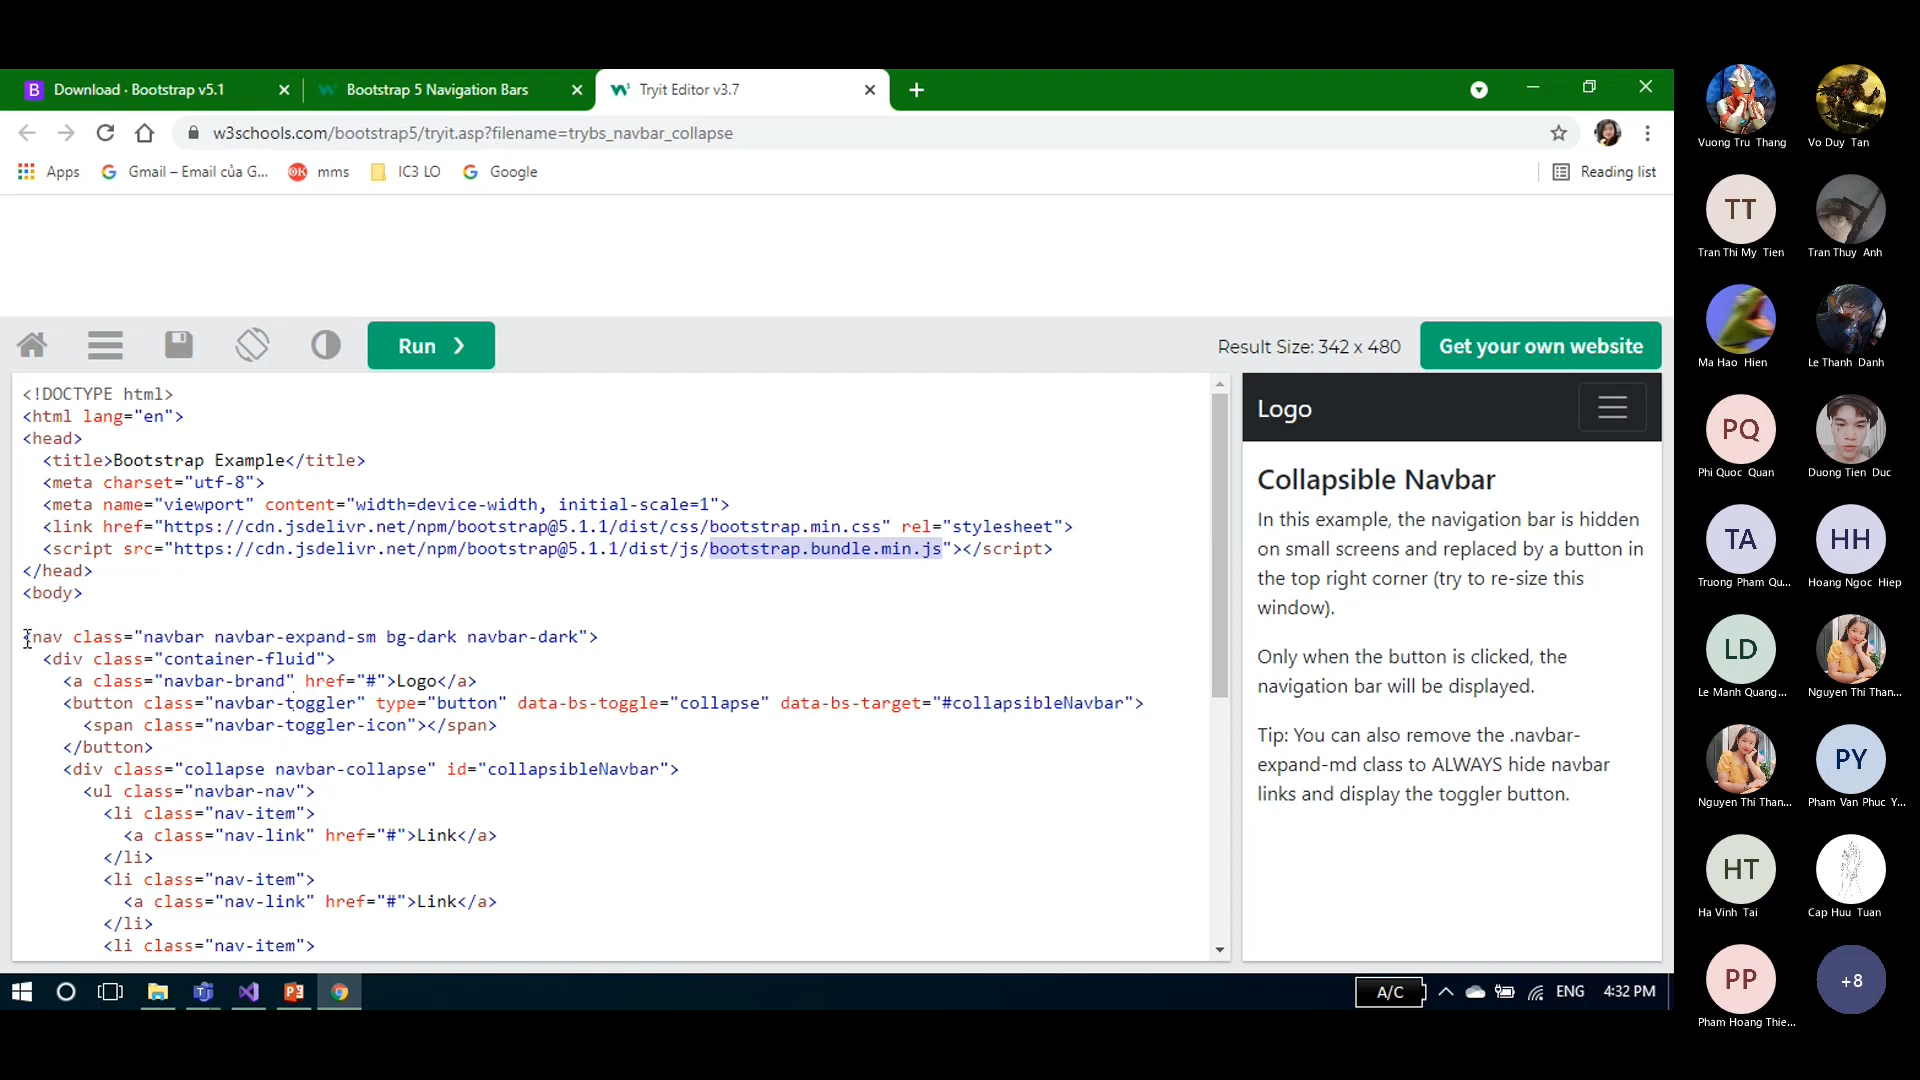 Download · Bootstrap v5.1
Bootstrap 5 Navigation Bars
Tryit Editor v3.7
w3schools.com/bootstrap5/tryit.asp?filename=trybs_navbar_collapse
Apps
Gmail – Email của G...
mms
IC3 LO
Google
Reading list
Run ❯
Result Size: 342 x 480
Get your own website
<!DOCTYPE html>
<html lang="en">
<head>
<title>Bootstrap Example</title>
<meta charset="utf-8">
<meta name="viewport" content="width=device-width, initial-scale=1">
<link href="https://cdn.jsdelivr.net/npm/bootstrap@5.1.1/dist/css/bootstrap.min.css" rel="stylesheet">
<script src="https://cdn.jsdelivr.net/npm/bootstrap@5.1.1/dist/js/bootstrap.bundle.min.js"></script>
</head>
<body>
<nav class="navbar navbar-expand-sm bg-dark navbar-dark">
<div class="container-fluid">
<a class="navbar-brand" href="#">Logo</a>
<button class="navbar-toggler" type="button" data-bs-toggle="collapse" data-bs-target="#collapsibleNavbar">
<span class="navbar-toggler-icon"></span>
</button>
<div class="collapse navbar-collapse" id="collapsibleNavbar">
<ul class="navbar-nav">
<li class="nav-item">
<a class="nav-link" href="#">Link</a>
</li>
<li class="nav-item">
<a class="nav-link" href="#">Link</a>
</li>
<li class="nav-item">
Logo
Collapsible Navbar
In this example, the navigation bar is hidden
on small screens and replaced by a button in
the top right corner (try to re-size this
window).
Only when the button is clicked, the
navigation bar will be displayed.
Tip: You can also remove the .navbar-
expand-md class to ALWAYS hide navbar
links and display the toggler button.
A/C
ENG
4:32 PM
Vuong Tru Thang
Vo Duy Tan
TT
Tran Thi My Tien
Tran Thuy Anh
Ma Hao Hien
Le Thanh Danh
PQ
Phi Quoc Quan
Duong Tien Duc
TA
Truong Pham Qu...
HH
Hoang Ngoc Hiep
LD
Le Manh Quang...
Nguyen Thi Than...
Nguyen Thi Than...
PY
Pham Van Phuc Y...
HT
Ha Vinh Tai
Cap Huu Tuan
PP
Pham Hoang Thie...
+8